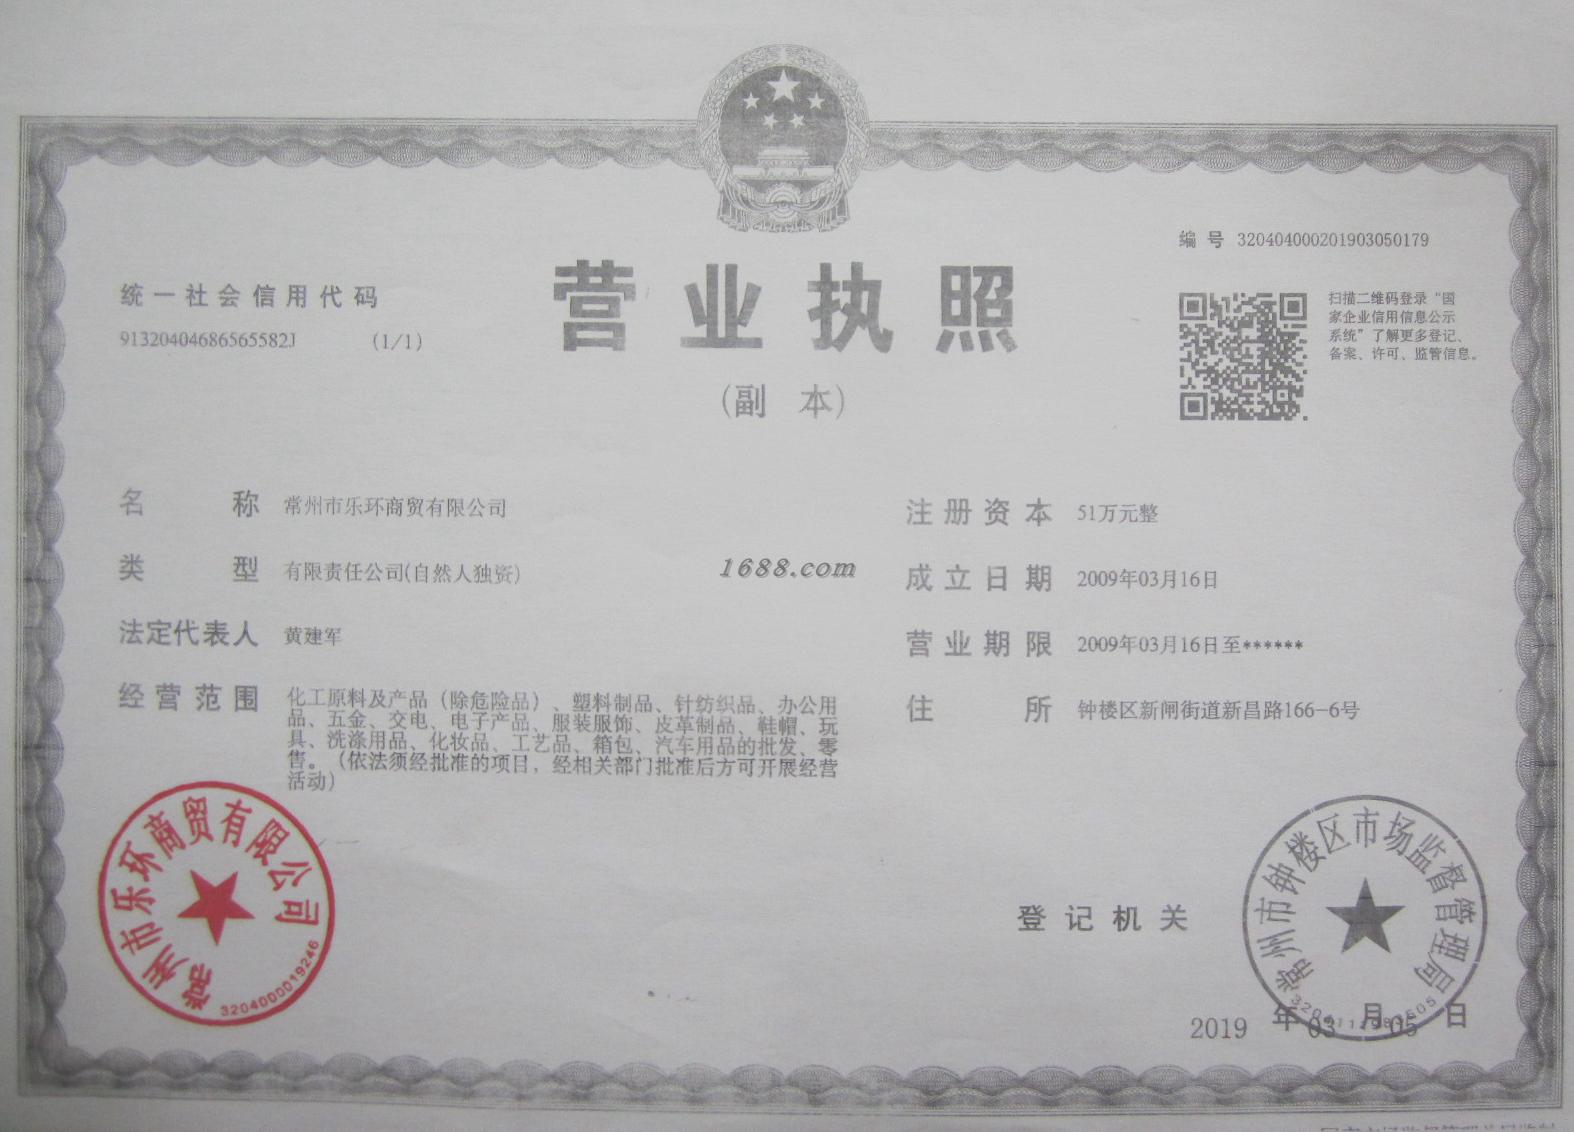 编号 320404000201903050179
统一社会信用代码
91320404686565582J (1/1)
营业执照
(副 本)
扫描二维码登录“国
家企业信用信息公示
系统”了解更多登记、
备案、许可、监管信息。
名称 常州市乐环商贸有限公司
类型 有限责任公司(自然人独资)
法定代表人 黄建军
经营范围 化工原料及产品（除危险品）、塑料制品、针纺织品、办公用
品、五金、交电、电子产品、服装服饰、皮革制品、鞋帽、玩
具、洗涤用品、化妆品、工艺品、箱包、汽车用品的批发、零
售。（依法须经批准的项目，经相关部门批准后方可开展经营
活动）
1688.com
注册资本 51万元整
成立日期 2009年03月16日
营业期限 2009年03月16日至******
住所 钟楼区新闸街道新昌路166-6号
常州市乐环商贸有限公司
3204000019246
登记机关
常州市钟楼区市场监督管理局
2019 年 03 月 05 日